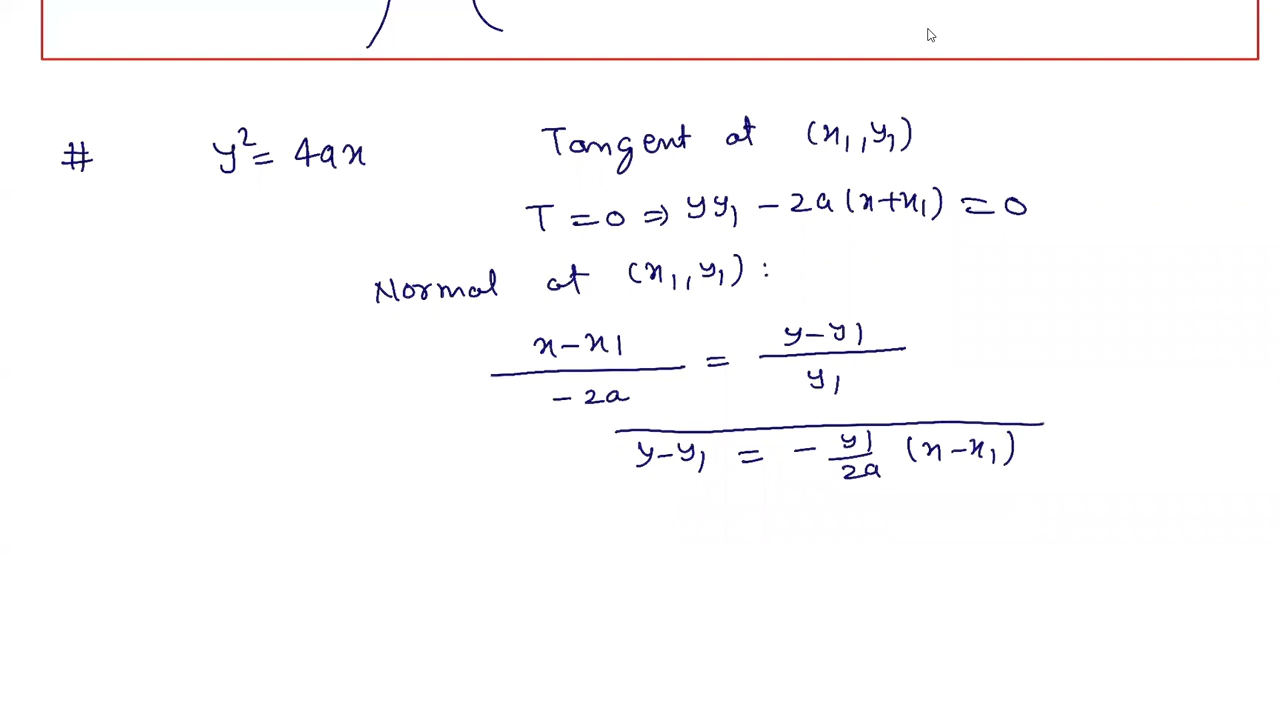 # y² = 4ax Tangent at (x₁, y₁)
T = 0 ⇒ yy₁ − 2a(x+x₁) = 0
Normal at (x₁, y₁) :
(x−x₁)/(−2a) = (y−y₁)/y₁
y−y₁ = − y₁/2a (x−x₁)